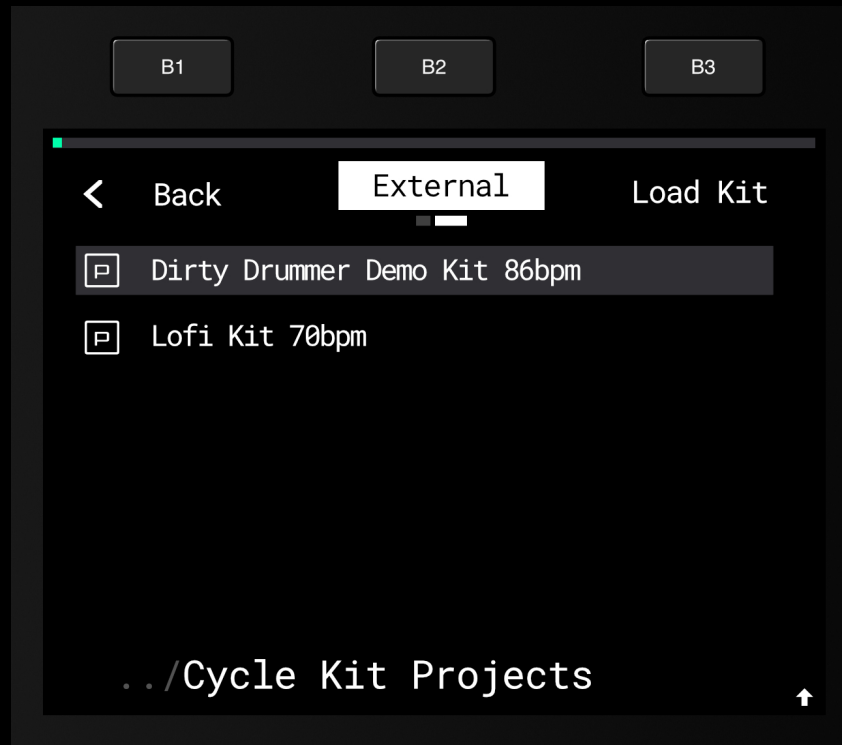 B1 B2 B3
Back External Load Kit
Dirty Drummer Demo Kit 86bpm
Lofi Kit 70bpm
../Cycle Kit Projects